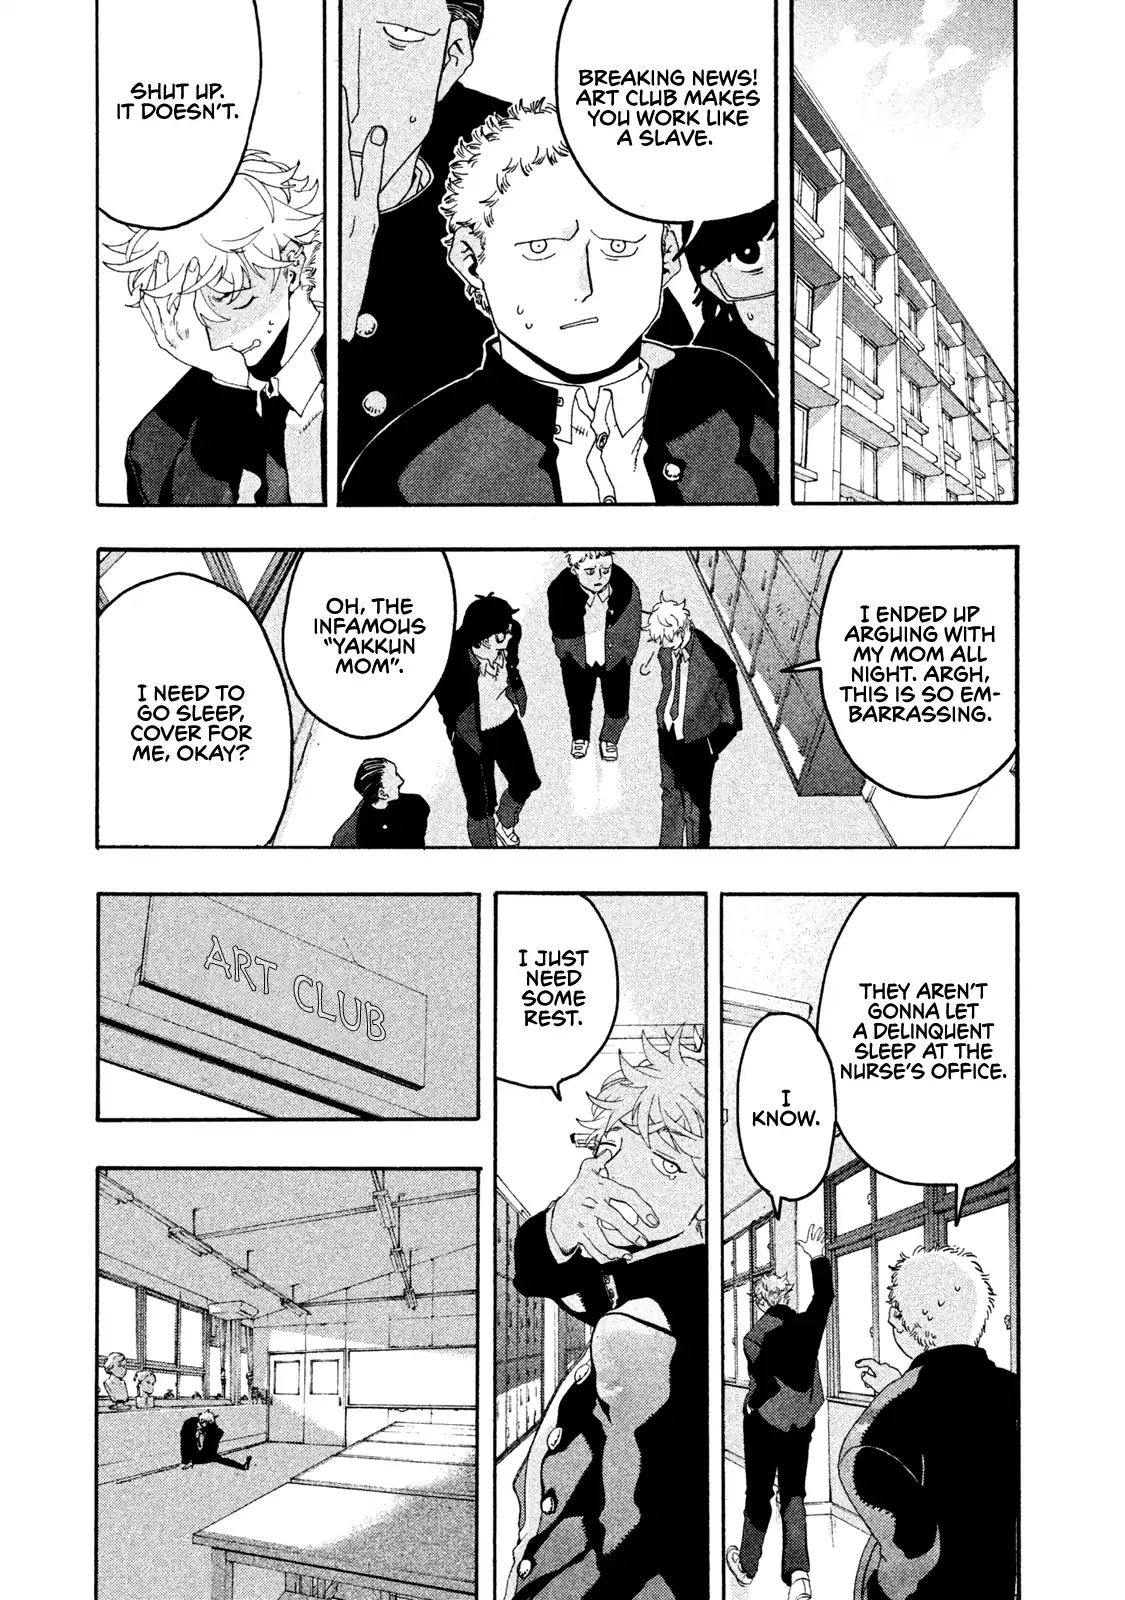 BREAKING NEWS!
ART CLUB MAKES
YOU WORK LIKE
A SLAVE.
SHUT UP.
IT DOESN'T.
I ENDED UP
ARGUING WITH
MY MOM ALL
NIGHT. ARGH,
THIS IS SO EM-
BARRASSING.
OH, THE
INFAMOUS
"YAKKUN
MOM".
I NEED TO
GO SLEEP,
COVER FOR
ME, OKAY?
THEY AREN'T
GONNA LET
A DELINQUENT
SLEEP AT THE
NURSE'S OFFICE.
I
KNOW.
I JUST
NEED
SOME
REST.
ART CLUB